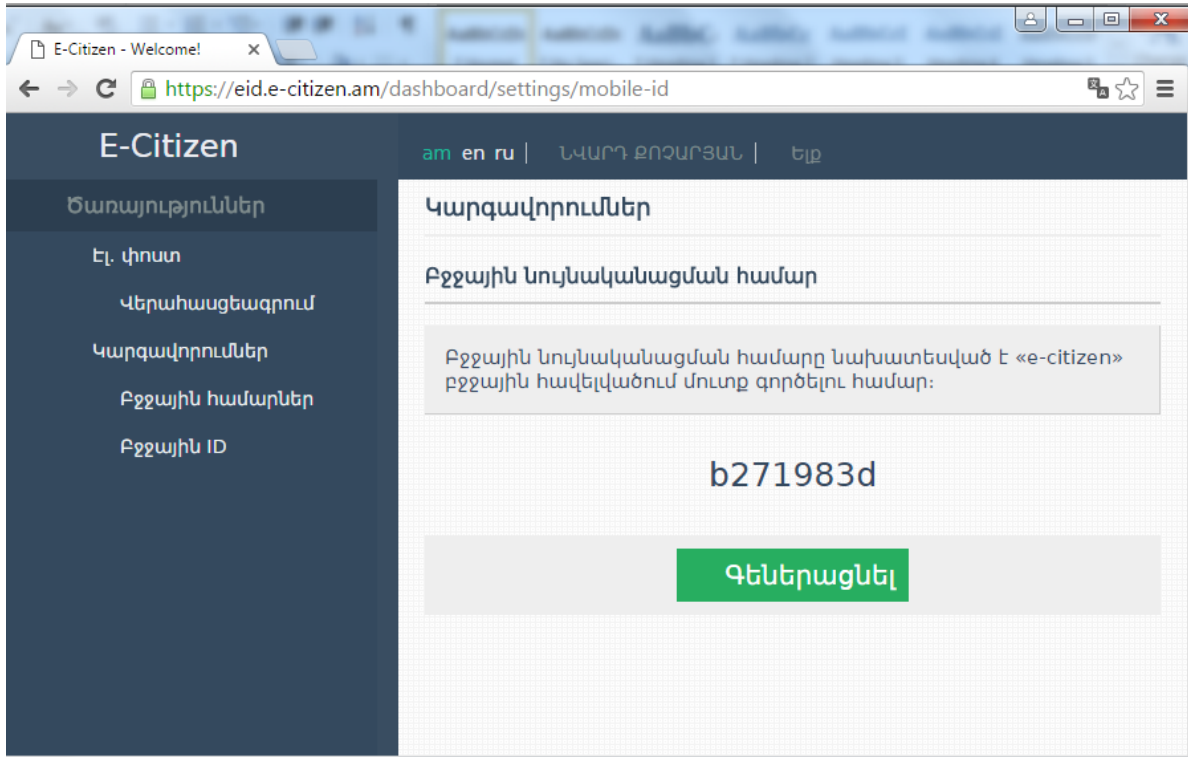 E-Citizen - Welcome!
https://eid.e-citizen.am/dashboard/settings/mobile-id
E-Citizen
am en ru | ՆՎԱՐԴ ՔՈՉԱՐՅԱՆ | Ելք
Ծառայություններ
Էլ. փոստ
Վերահասցեագրում
Կարգավորումներ
Բջջային համարներ
Բջջային ID
Կարգավորումներ
Բջջային նույնականացման համար
Բջջային նույնականացման համարը նախատեսված է «e-citizen»
բջջային հավելվածում մուտք գործելու համար։
b271983d
Գեներացնել